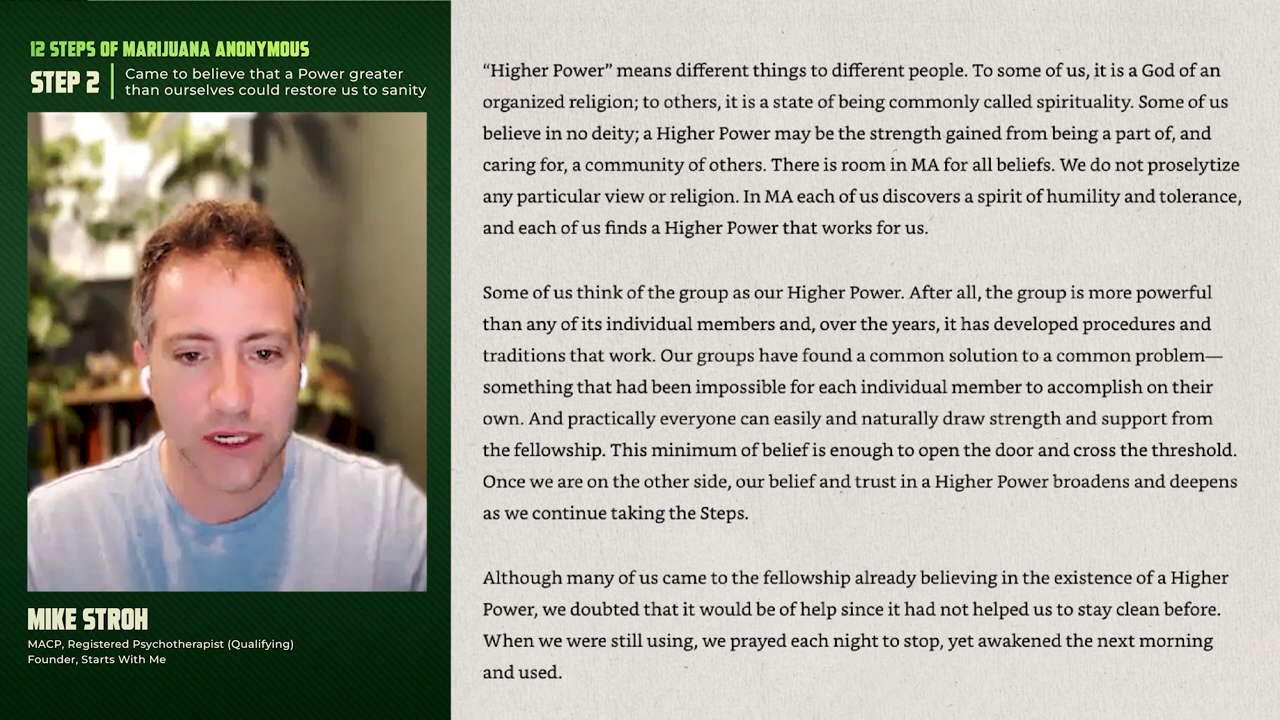 12 STEPS OF MARIJUANA ANONYMOUS
STEP 2
Came to believe that a Power greater
than ourselves could restore us to sanity
MIKE STROH
MACP, Registered Psychotherapist (Qualifying)
Founder, Starts With Me
“Higher Power” means different things to different people. To some of us, it is a God of an
organized religion; to others, it is a state of being commonly called spirituality. Some of us
believe in no deity; a Higher Power may be the strength gained from being a part of, and
caring for, a community of others. There is room in MA for all beliefs. We do not proselytize
any particular view or religion. In MA each of us discovers a spirit of humility and tolerance,
and each of us finds a Higher Power that works for us.
Some of us think of the group as our Higher Power. After all, the group is more powerful
than any of its individual members and, over the years, it has developed procedures and
traditions that work. Our groups have found a common solution to a common problem—
something that had been impossible for each individual member to accomplish on their
own. And practically everyone can easily and naturally draw strength and support from
the fellowship. This minimum of belief is enough to open the door and cross the threshold.
Once we are on the other side, our belief and trust in a Higher Power broadens and deepens
as we continue taking the Steps.
Although many of us came to the fellowship already believing in the existence of a Higher
Power, we doubted that it would be of help since it had not helped us to stay clean before.
When we were still using, we prayed each night to stop, yet awakened the next morning
and used.